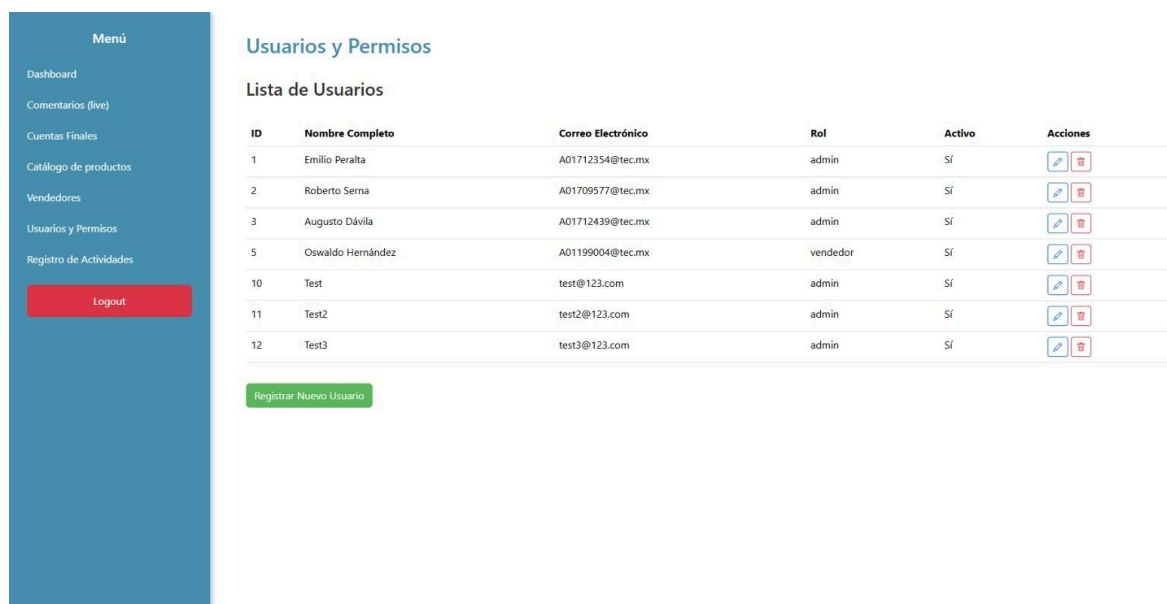 Menú
Dashboard
Comentarios (live)
Cuentas Finales
Catálogo de productos
Vendedores
Usuarios y Permisos
Registro de Actividades
Logout
Usuarios y Permisos
Lista de Usuarios
ID Nombre Completo Correo Electrónico Rol Activo Acciones
1 Emilio Peralta A01712354@tec.mx admin Sí
2 Roberto Serna A01709577@tec.mx admin Sí
3 Augusto Dávila A01712439@tec.mx admin Sí
5 Oswaldo Hernández A01199004@tec.mx vendedor Sí
10 Test test@123.com admin Sí
11 Test2 test2@123.com admin Sí
12 Test3 test3@123.com admin Sí
Registrar Nuevo Usuario